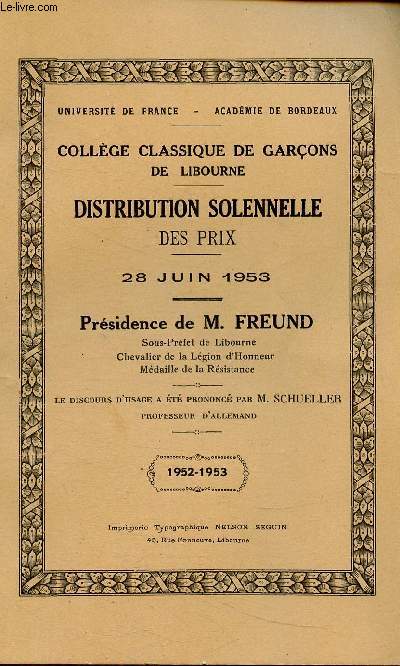 Le-livre.com
UNIVERSITÉ DE FRANCE - ACADÉMIE DE BORDEAUX
COLLÈGE CLASSIQUE DE GARÇONS
DE LIBOURNE
DISTRIBUTION SOLENNELLE
DES PRIX
28 JUIN 1953
Présidence de M. FREUND
Sous-Préfet de Libourne
Chevalier de la Légion d'Honneur
Médaille de la Résistance
LE DISCOURS D'USAGE A ÉTÉ PRONONCÉ PAR M. SCHUELLER
PROFESSEUR D'ALLEMAND
1952-1953
Imprimerie Typographique NELSON SEGUIN
Rue Fonneuve, Libourne